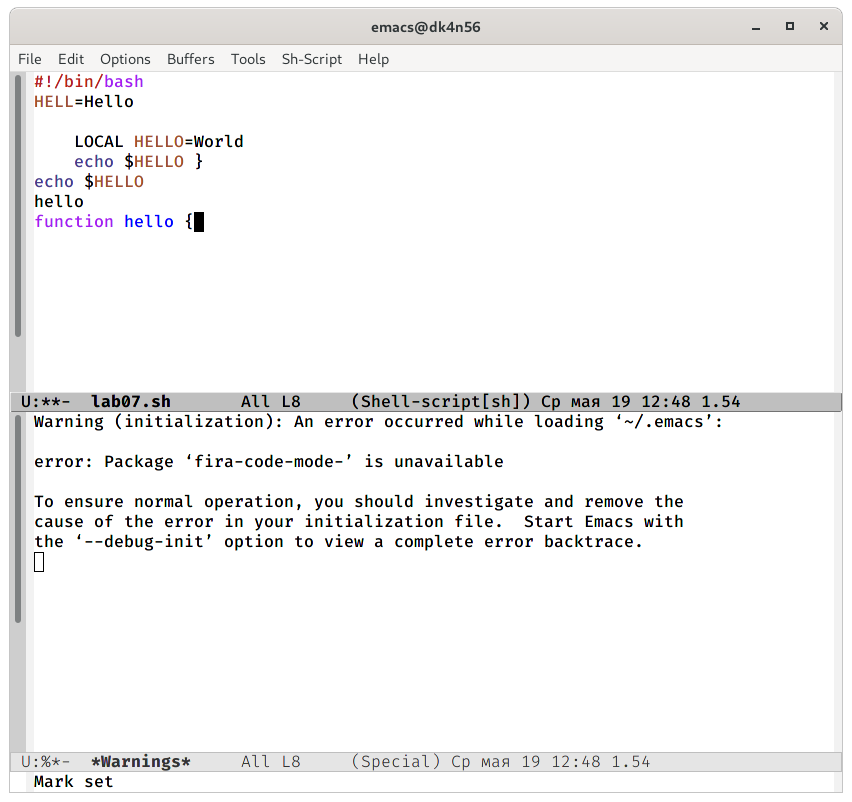 emacs@dk4n56
File Edit Options Buffers Tools Sh-Script Help
#!/bin/bash
HELL=Hello
LOCAL HELLO=World
echo $HELLO }
echo $HELLO
hello
function hello {
U:**- lab07.sh All L8 (Shell-script[sh]) Ср мая 19 12:48 1.54
Warning (initialization): An error occurred while loading ‘~/.emacs’:
error: Package ‘fira-code-mode-’ is unavailable
To ensure normal operation, you should investigate and remove the
cause of the error in your initialization file.  Start Emacs with
the ‘--debug-init’ option to view a complete error backtrace.
U:%*- *Warnings* All L8 (Special) Ср мая 19 12:48 1.54
Mark set